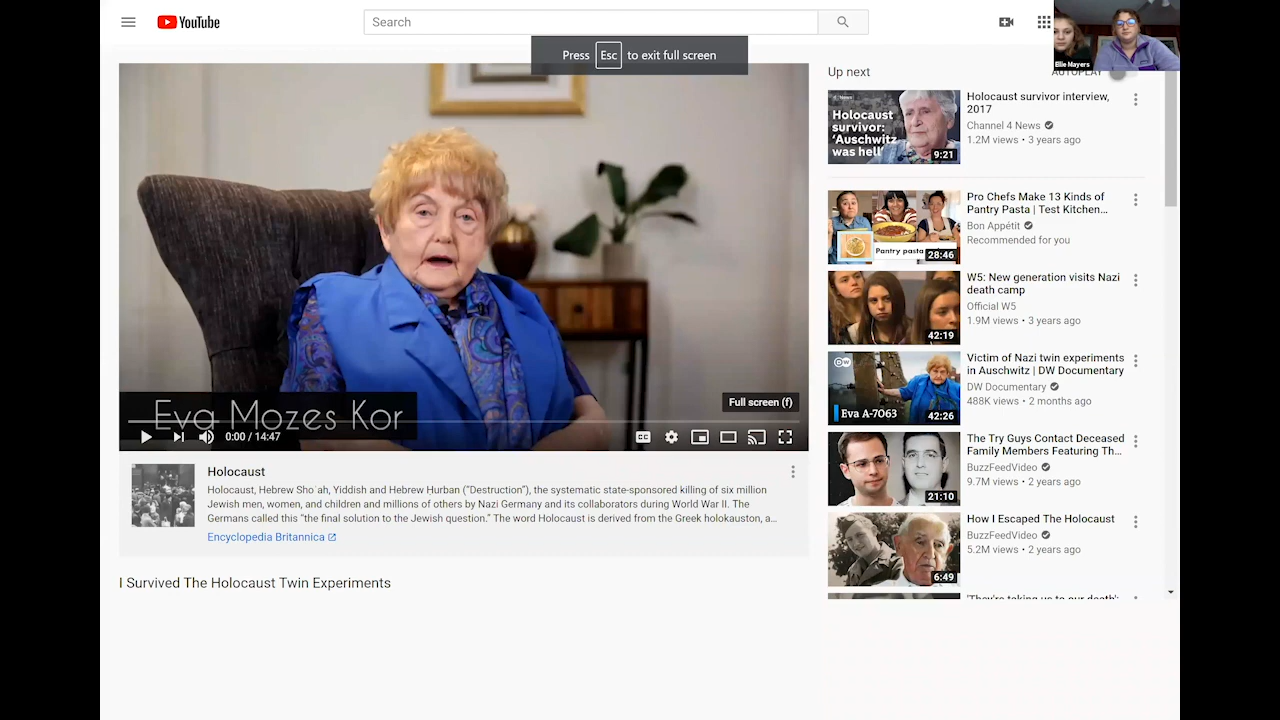 YouTube
Search
Press Esc to exit full screen
Ellie Mayers
Up next
AUTOPLAY
Holocaust
survivor:
'Auschwitz
was hell'
9:21
Holocaust survivor interview,
2017
Channel 4 News
1.2M views • 3 years ago
Pantry pasta
28:46
Pro Chefs Make 13 Kinds of
Pantry Pasta | Test Kitchen...
Bon Appétit
Recommended for you
42:19
W5: New generation visits Nazi
death camp
Official W5
1.9M views • 3 years ago
DW
Eva A-7063
42:26
Victim of Nazi twin experiments
in Auschwitz | DW Documentary
DW Documentary
488K views • 2 months ago
21:10
The Try Guys Contact Deceased
Family Members Featuring Th...
BuzzFeedVideo
9.7M views • 2 years ago
6:49
How I Escaped The Holocaust
BuzzFeedVideo
5.2M views • 2 years ago
'They're taking us to our death':
Eva Mozes Kor
Full screen (f)
0:00 / 14:47
CC
Holocaust
Holocaust, Hebrew Shoʾah, Yiddish and Hebrew Ḥurban ("Destruction"), the systematic state-sponsored killing of six million
Jewish men, women, and children and millions of others by Nazi Germany and its collaborators during World War II. The
Germans called this "the final solution to the Jewish question." The word Holocaust is derived from the Greek holokauston, a...
Encyclopedia Britannica
I Survived The Holocaust Twin Experiments